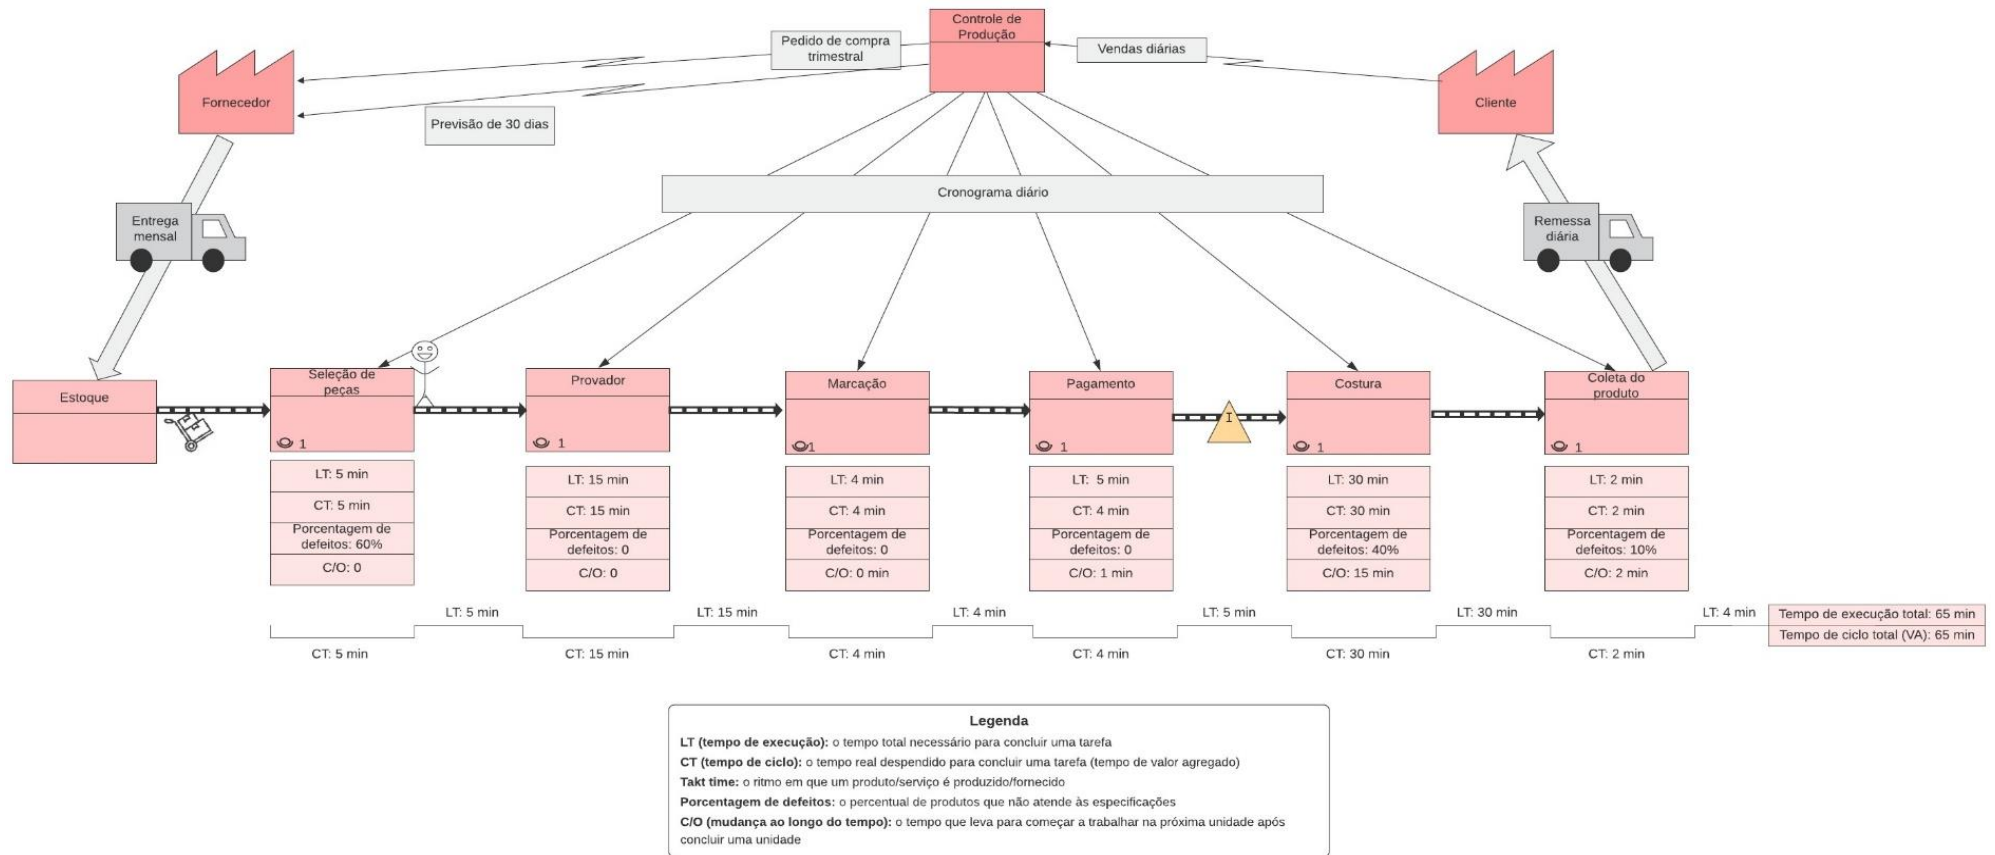 Controle de
Produção
Pedido de compra
trimestral
Vendas diárias
Fornecedor
Previsão de 30 dias
Cliente
Cronograma diário
Entrega
mensal
Remessa
diária
Estoque
Seleção de
peças
1
LT: 5 min
CT: 5 min
Porcentagem de
defeitos: 60%
C/O: 0
Provador
1
LT: 15 min
CT: 15 min
Porcentagem de
defeitos: 0
C/O: 0
Marcação
1
LT: 4 min
CT: 4 min
Porcentagem de
defeitos: 0
C/O: 0 min
Pagamento
1
LT: 5 min
CT: 4 min
Porcentagem de
defeitos: 0
C/O: 1 min
I
Costura
1
LT: 30 min
CT: 30 min
Porcentagem de
defeitos: 40%
C/O: 15 min
Coleta do
produto
1
LT: 2 min
CT: 2 min
Porcentagem de
defeitos: 10%
C/O: 2 min
LT: 5 min
LT: 15 min
LT: 4 min
LT: 5 min
LT: 30 min
LT: 4 min
Tempo de execução total: 65 min
Tempo de ciclo total (VA): 65 min
CT: 5 min
CT: 15 min
CT: 4 min
CT: 4 min
CT: 30 min
CT: 2 min
Legenda
LT (tempo de execução): o tempo total necessário para concluir uma tarefa
CT (tempo de ciclo): o tempo real despendido para concluir uma tarefa (tempo de valor agregado)
Takt time: o ritmo em que um produto/serviço é produzido/fornecido
Porcentagem de defeitos: o percentual de produtos que não atende às especificações
C/O (mudança ao longo do tempo): o tempo que leva para começar a trabalhar na próxima unidade após
concluir uma unidade